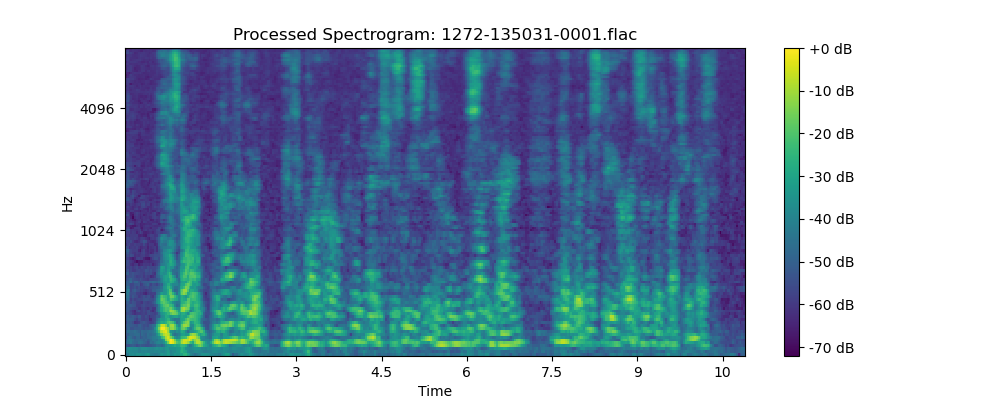 Processed Spectrogram: 1272-135031-0001.flac
Hz
4096
2048
1024
512
0
0 1.5 3 4.5 6 7.5 9 10
Time
+0 dB
-10 dB
-20 dB
-30 dB
-40 dB
-50 dB
-60 dB
-70 dB